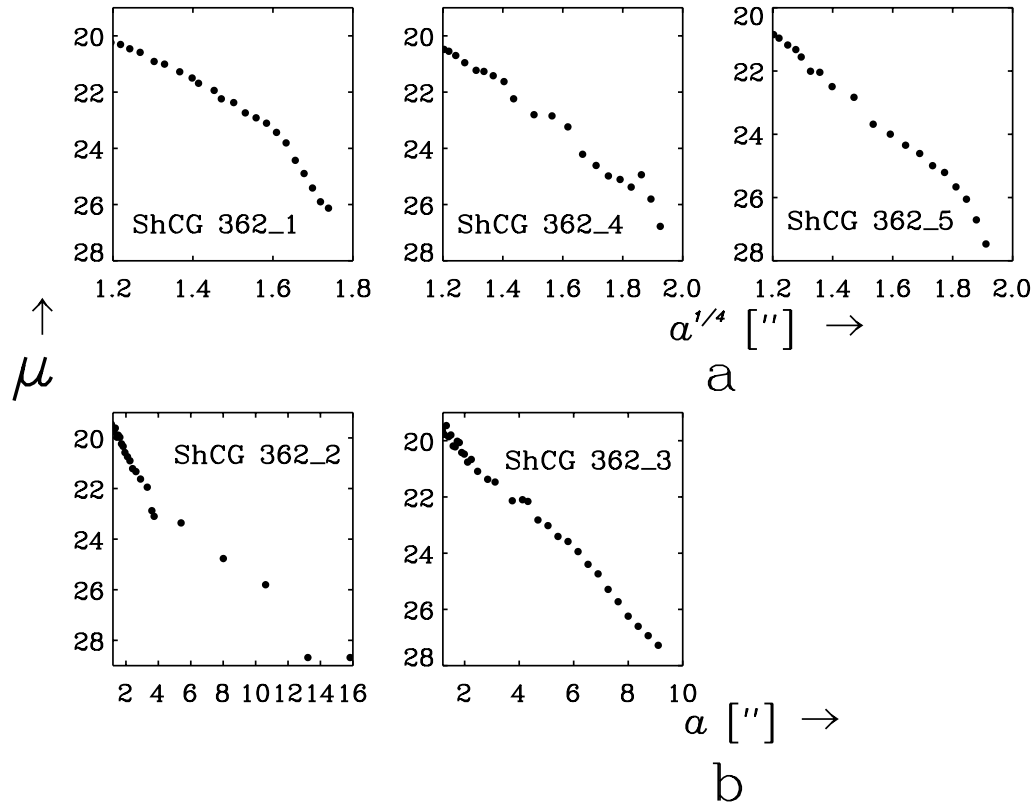 20
22
24
26
28
ShCG 362_1
1.2 1.4 1.6 1.8
20
22
24
26
28
ShCG 362_4
1.2 1.4 1.6 1.8 2.0
20
22
24
26
28
ShCG 362_5
1.2 1.4 1.6 1.8 2.0
a^{1/4} ["] →
↑
μ
a
20
22
24
26
28
ShCG 362_2
2 4 6 8 10 12 14 16
20
22
24
26
28
ShCG 362_3
2 4 6 8 10
a ["] →
b